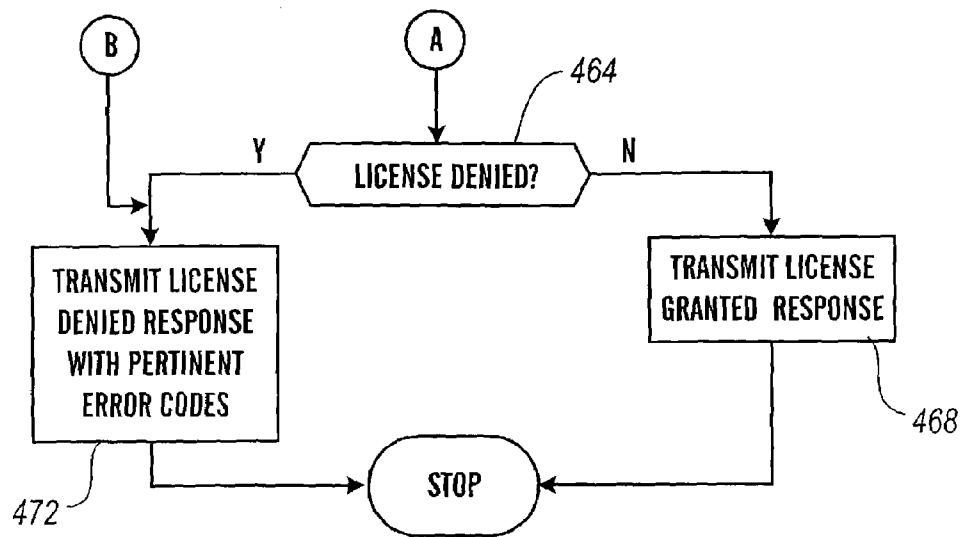 B
A
464
Y
LICENSE DENIED?
N
TRANSMIT LICENSE
DENIED RESPONSE
WITH PERTINENT
ERROR CODES
TRANSMIT LICENSE
GRANTED RESPONSE
468
472
STOP